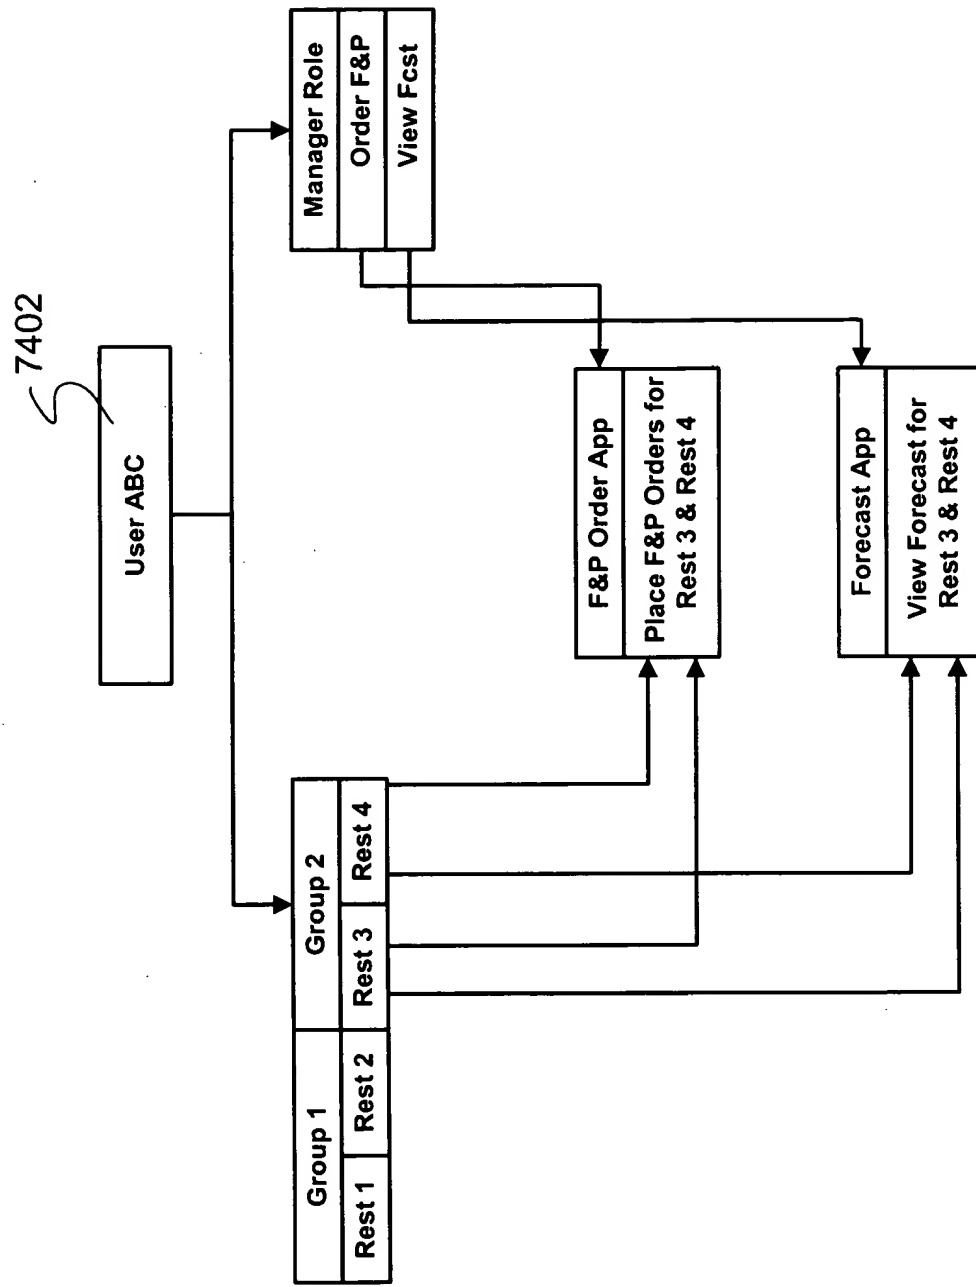 7402
User ABC
Group 1
Group 2
Rest 1
Rest 2
Rest 3
Rest 4
Manager Role
Order F&P
View Fcst
F&P Order App
Place F&P Orders for
Rest 3 & Rest 4
Forecast App
View Forecast for
Rest 3 & Rest 4